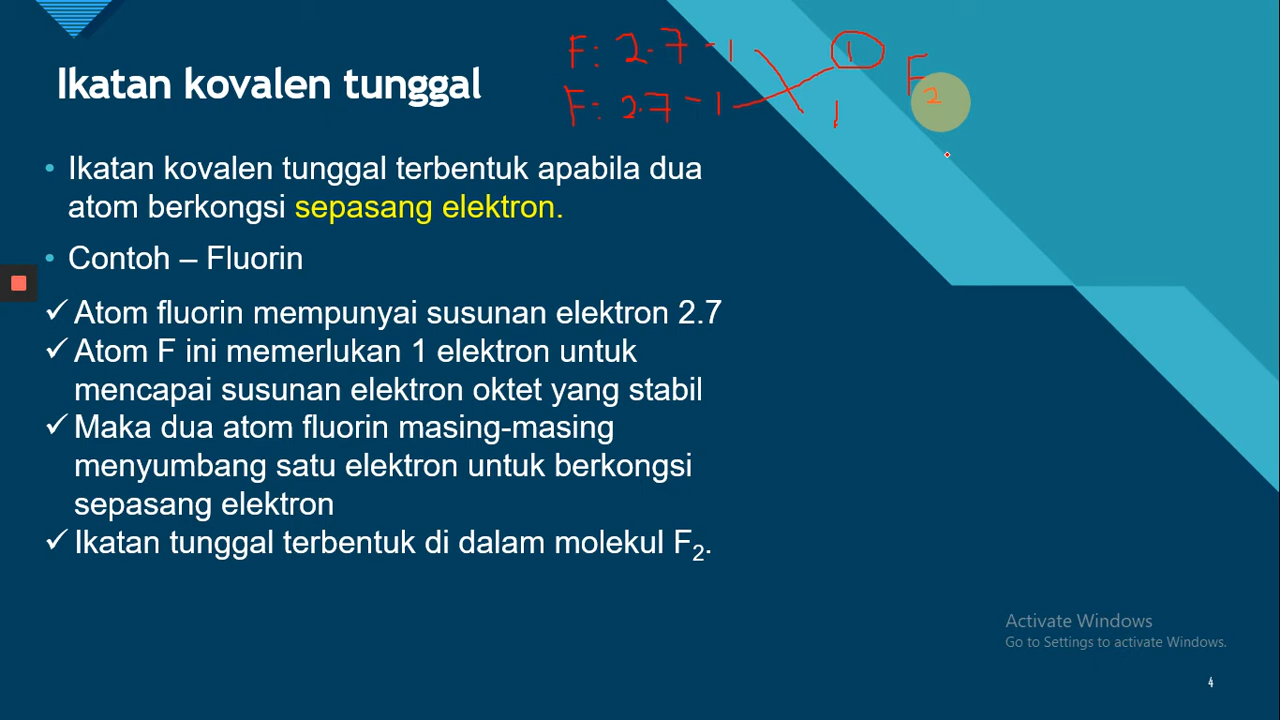 F: 2.7 - 1 1 F2
F: 2.7 - 1 1
Ikatan kovalen tunggal
• Ikatan kovalen tunggal terbentuk apabila dua
atom berkongsi sepasang elektron.
• Contoh – Fluorin
✓ Atom fluorin mempunyai susunan elektron 2.7
✓ Atom F ini memerlukan 1 elektron untuk
mencapai susunan elektron oktet yang stabil
✓ Maka dua atom fluorin masing-masing
menyumbang satu elektron untuk berkongsi
sepasang elektron
✓ Ikatan tunggal terbentuk di dalam molekul F₂.
Activate Windows
Go to Settings to activate Windows.
4